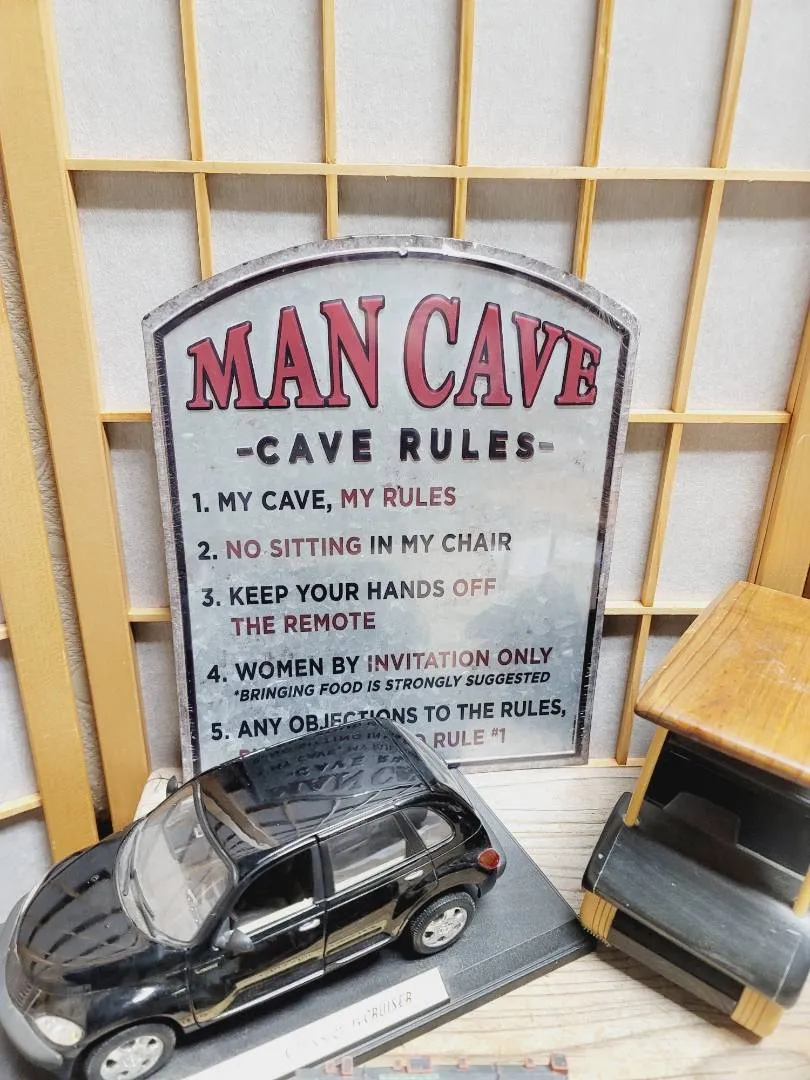 MAN CAVE
-CAVE RULES-
1. MY CAVE, MY RULES
2. NO SITTING IN MY CHAIR
3. KEEP YOUR HANDS OFF
THE REMOTE
4. WOMEN BY INVITATION ONLY
*BRINGING FOOD IS STRONGLY SUGGESTED
5. ANY OBJECTIONS TO THE RULES,
RULE #1
CRUISER